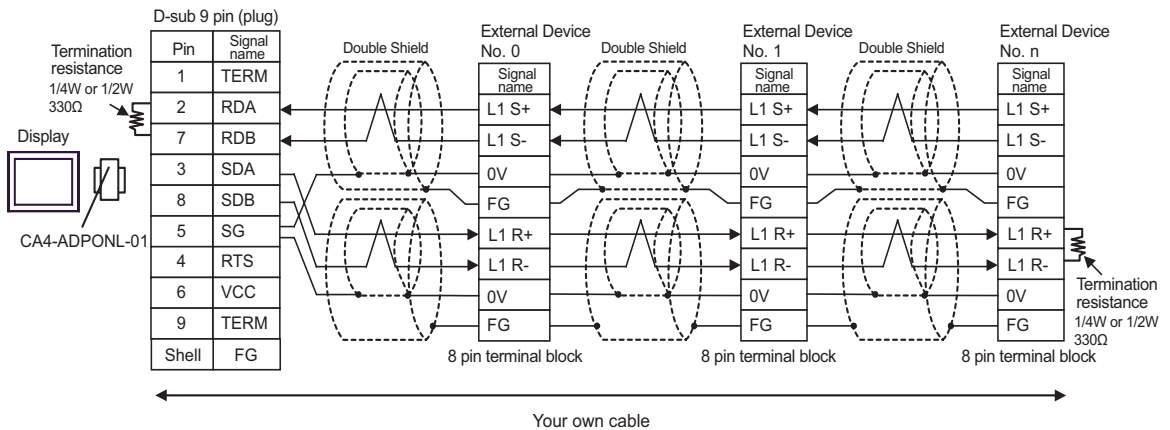 D-sub 9 pin (plug)
Pin Signal name
1 TERM
2 RDA
7 RDB
3 SDA
8 SDB
5 SG
4 RTS
6 VCC
9 TERM
Shell FG
Termination
resistance
1/4W or 1/2W
330Ω
Display
CA4-ADPONL-01
Double Shield
External Device
No. 0
Signal
name
L1 S+
L1 S-
0V
FG
L1 R+
L1 R-
0V
FG
8 pin terminal block
Double Shield
External Device
No. 1
Signal
name
L1 S+
L1 S-
0V
FG
L1 R+
L1 R-
0V
FG
8 pin terminal block
Double Shield
External Device
No. n
Signal
name
L1 S+
L1 S-
0V
FG
L1 R+
L1 R-
0V
FG
8 pin terminal block
Termination
resistance
1/4W or 1/2W
330Ω
Your own cable